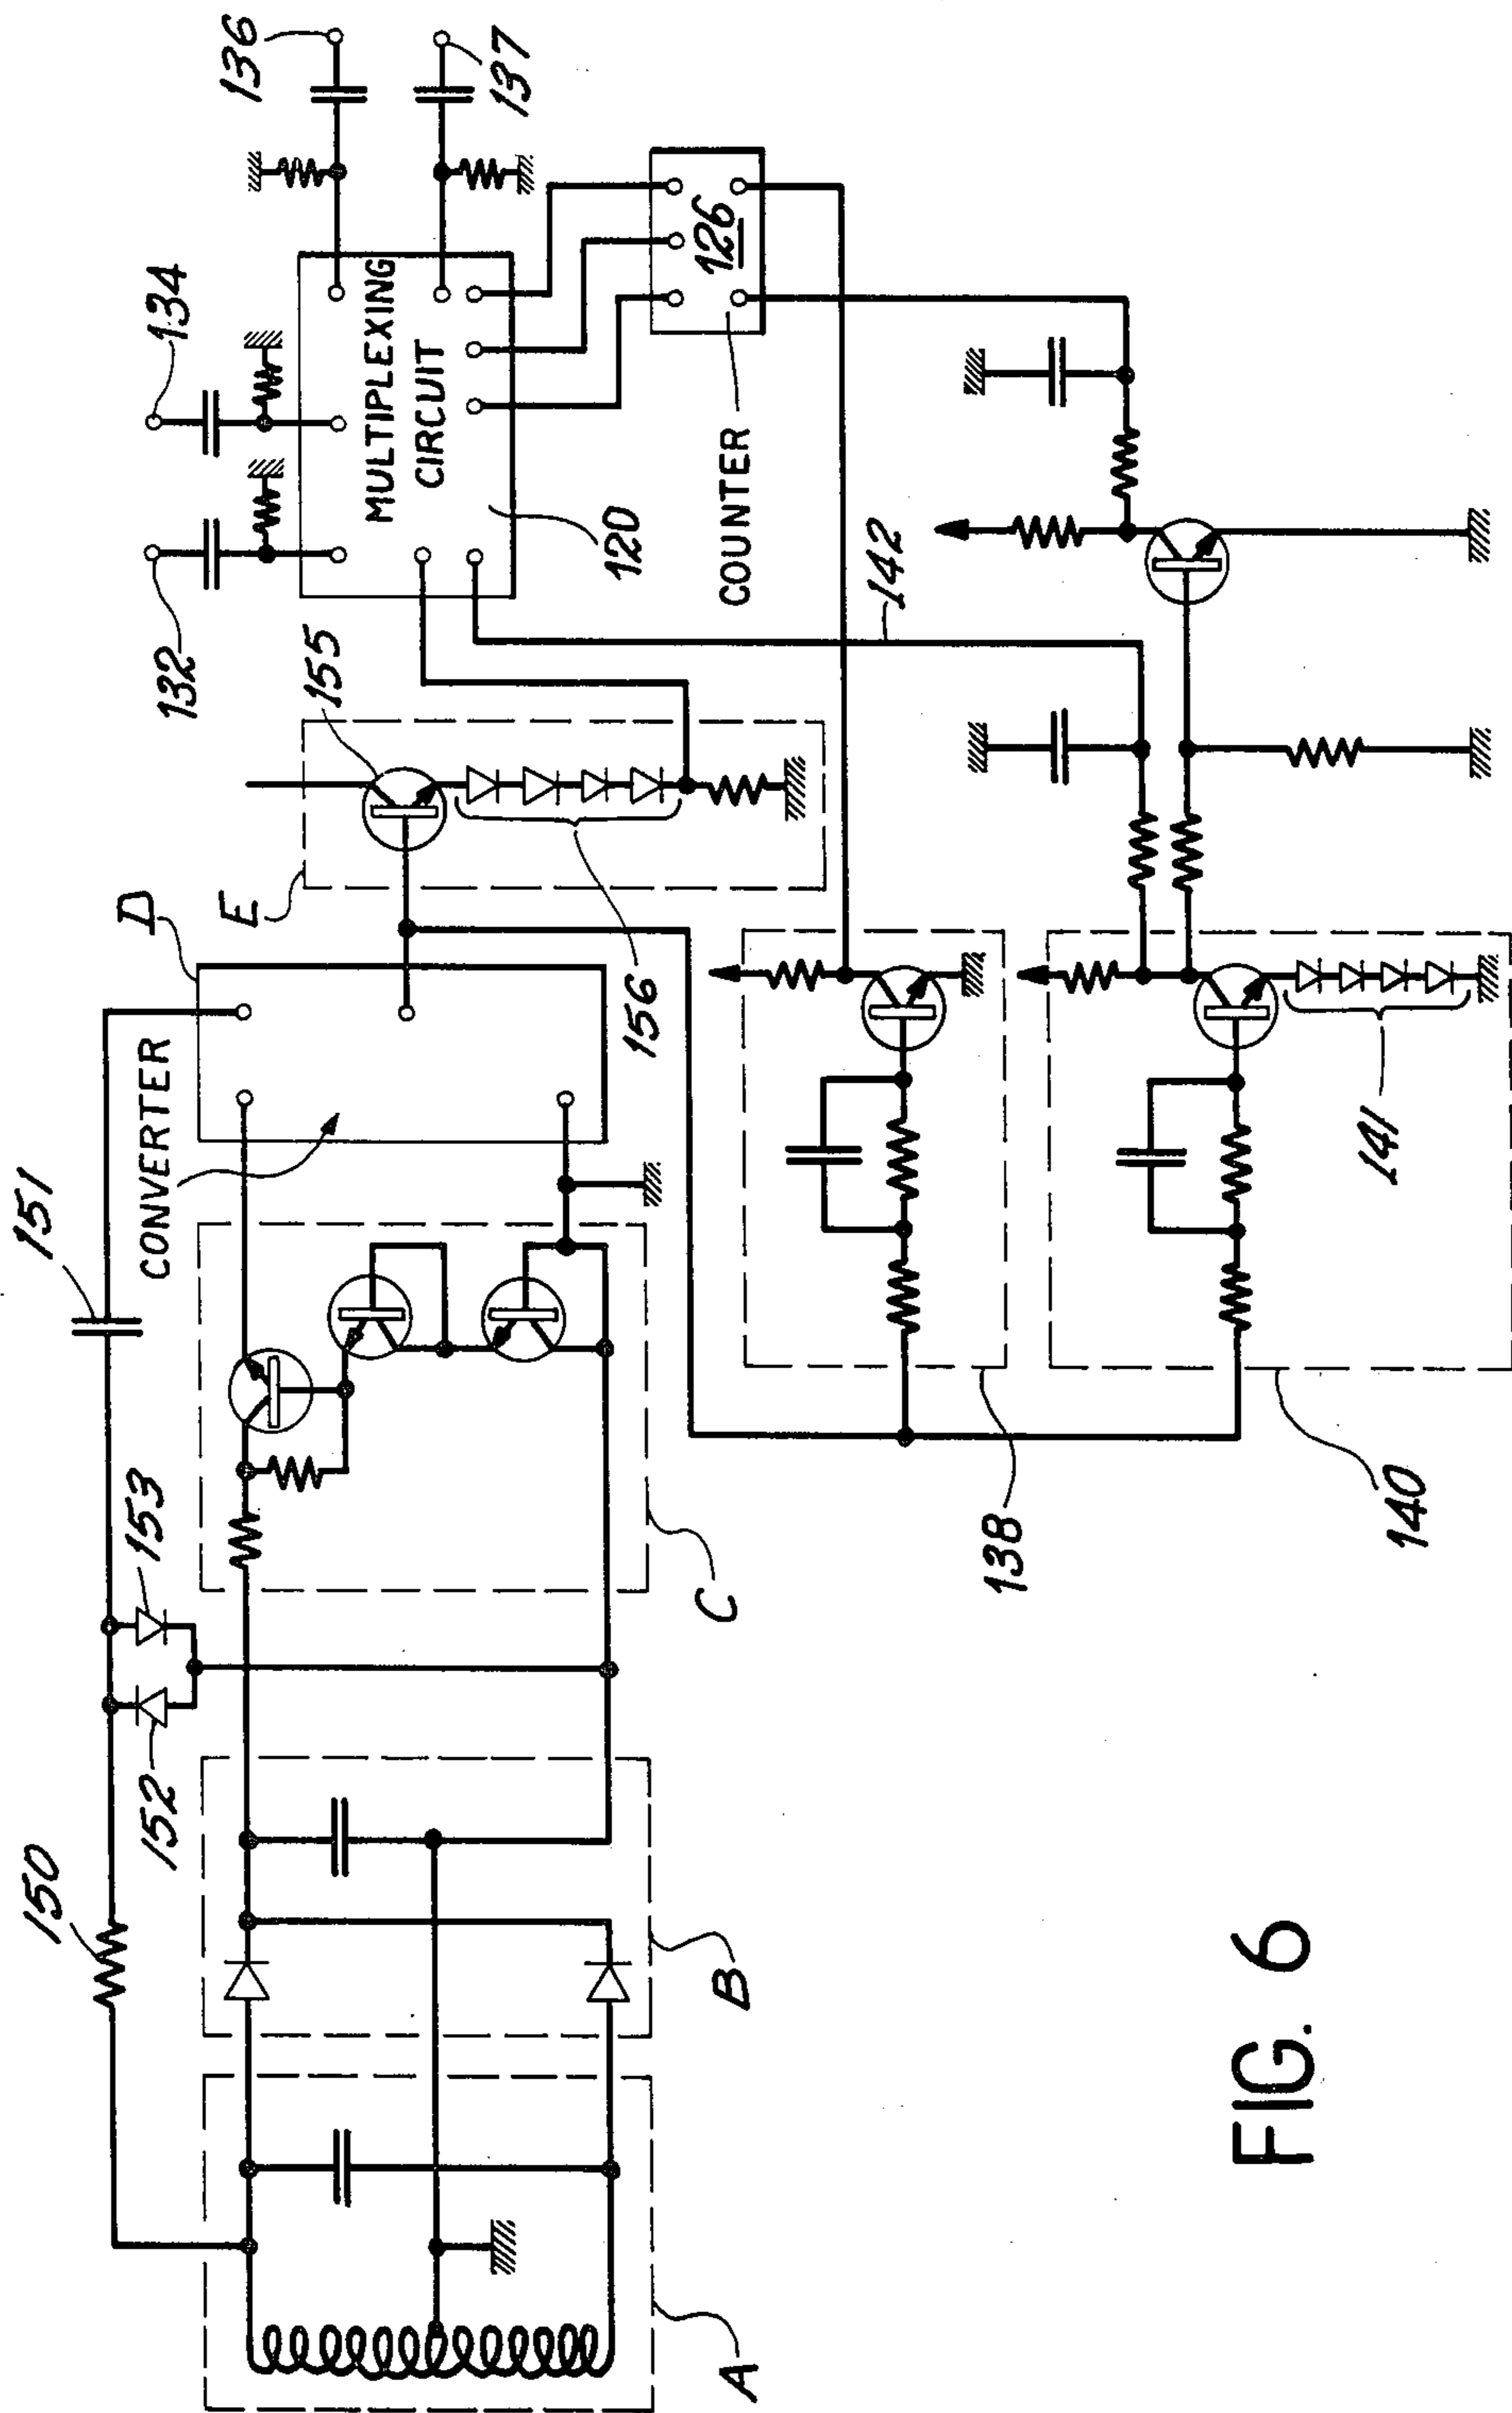 136
137
134
132
MULTIPLEXING
CIRCUIT
126
120
COUNTER
142
155
E
D
156
CONVERTER
151
141
138
140
153
C
152
150
B
A
FIG. 6